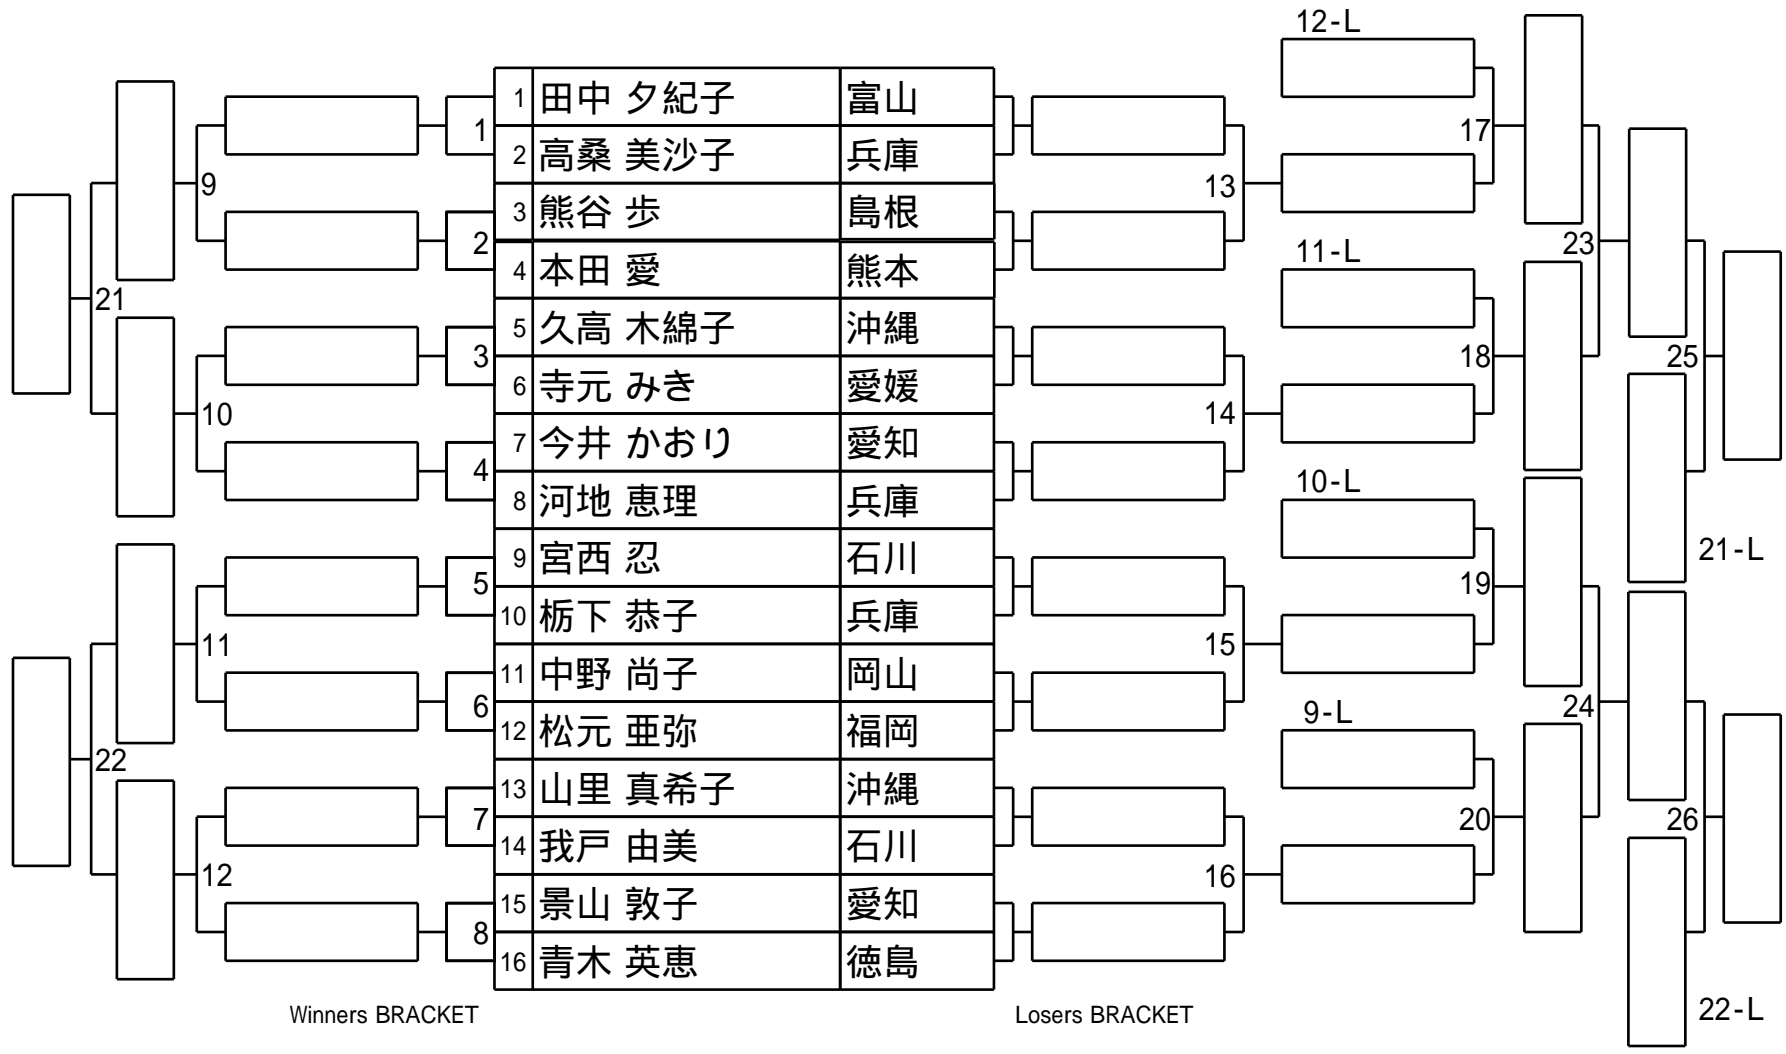 12-L
1 田中 夕紀子 富山
1
17
2 高桑 美沙子 兵庫
9
13
3 熊谷 歩 島根
2
23
11-L
4 本田 愛 熊本
21
5 久高 木綿子 沖縄
3
18
25
6 寺元 みき 愛媛
10
14
7 今井 かおり 愛知
4
10-L
8 河地 恵理 兵庫
21-L
9 宮西 忍 石川
5
19
10 栃下 恭子 兵庫
11
15
11 中野 尚子 岡山
6
24
9-L
12 松元 亜弥 福岡
22
13 山里 真希子 沖縄
7
20
26
14 我戸 由美 石川
12
16
15 景山 敦子 愛知
8
16 青木 英恵 徳島
22-L
Winners BRACKET
Losers BRACKET